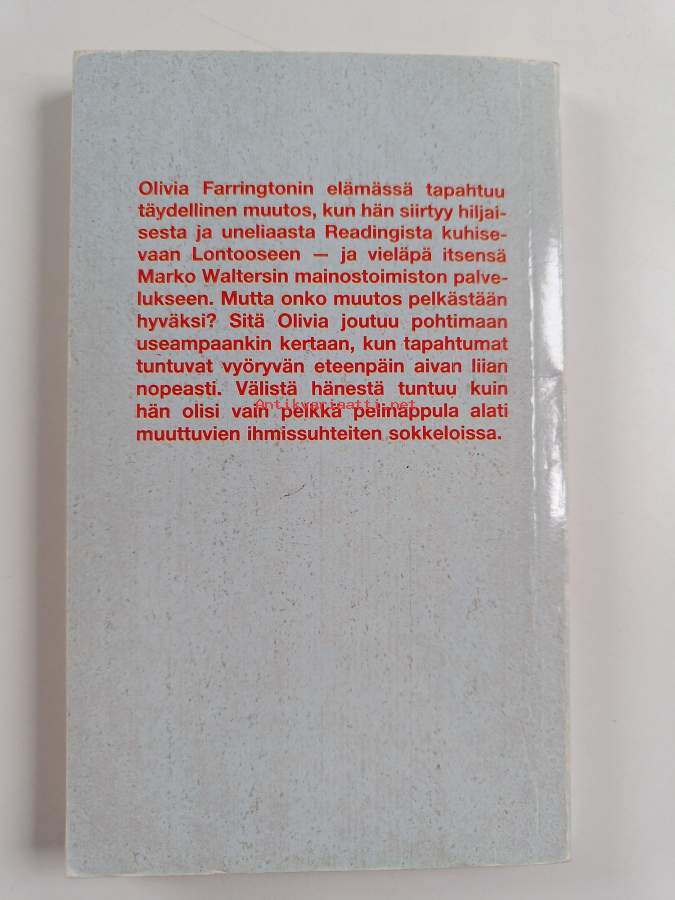 Olivia Farringtonin elämässä tapahtuu
täydellinen muutos, kun hän siirtyy hiljai-
sesta ja uneliaasta Readingista kuhise-
vaan Lontooseen — ja vieläpä itsensä
Marko Waltersin mainostoimiston palve-
lukseen. Mutta onko muutos pelkästään
hyväksi? Sitä Olivia joutuu pohtimaan
useampaankin kertaan, kun tapahtumat
tuntuvat vyöryvän eteenpäin aivan liian
nopeasti. Välistä hänestä tuntuu kuin
Antikvariaatti.net
hän olisi vain pelkkä pelinappula alati
muuttuvien ihmissuhteiten sokkeloissa.